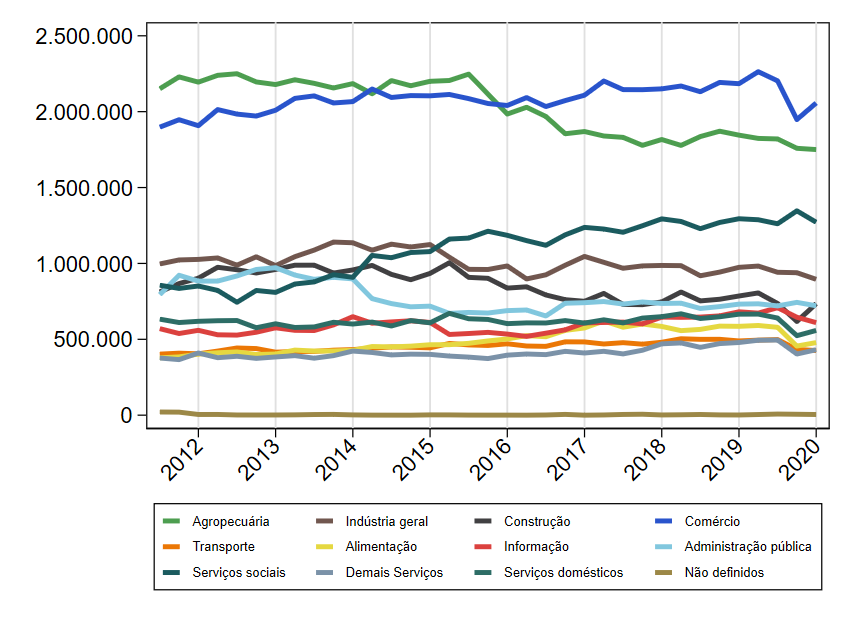 2.500.000
2.000.000
1.500.000
1.000.000
500.000
0
2012 2013 2014 2015 2016 2017 2018 2019 2020
Agropecuária Indústria geral Construção Comércio
Transporte Alimentação Informação Administração pública
Serviços sociais Demais Serviços Serviços domésticos Não definidos